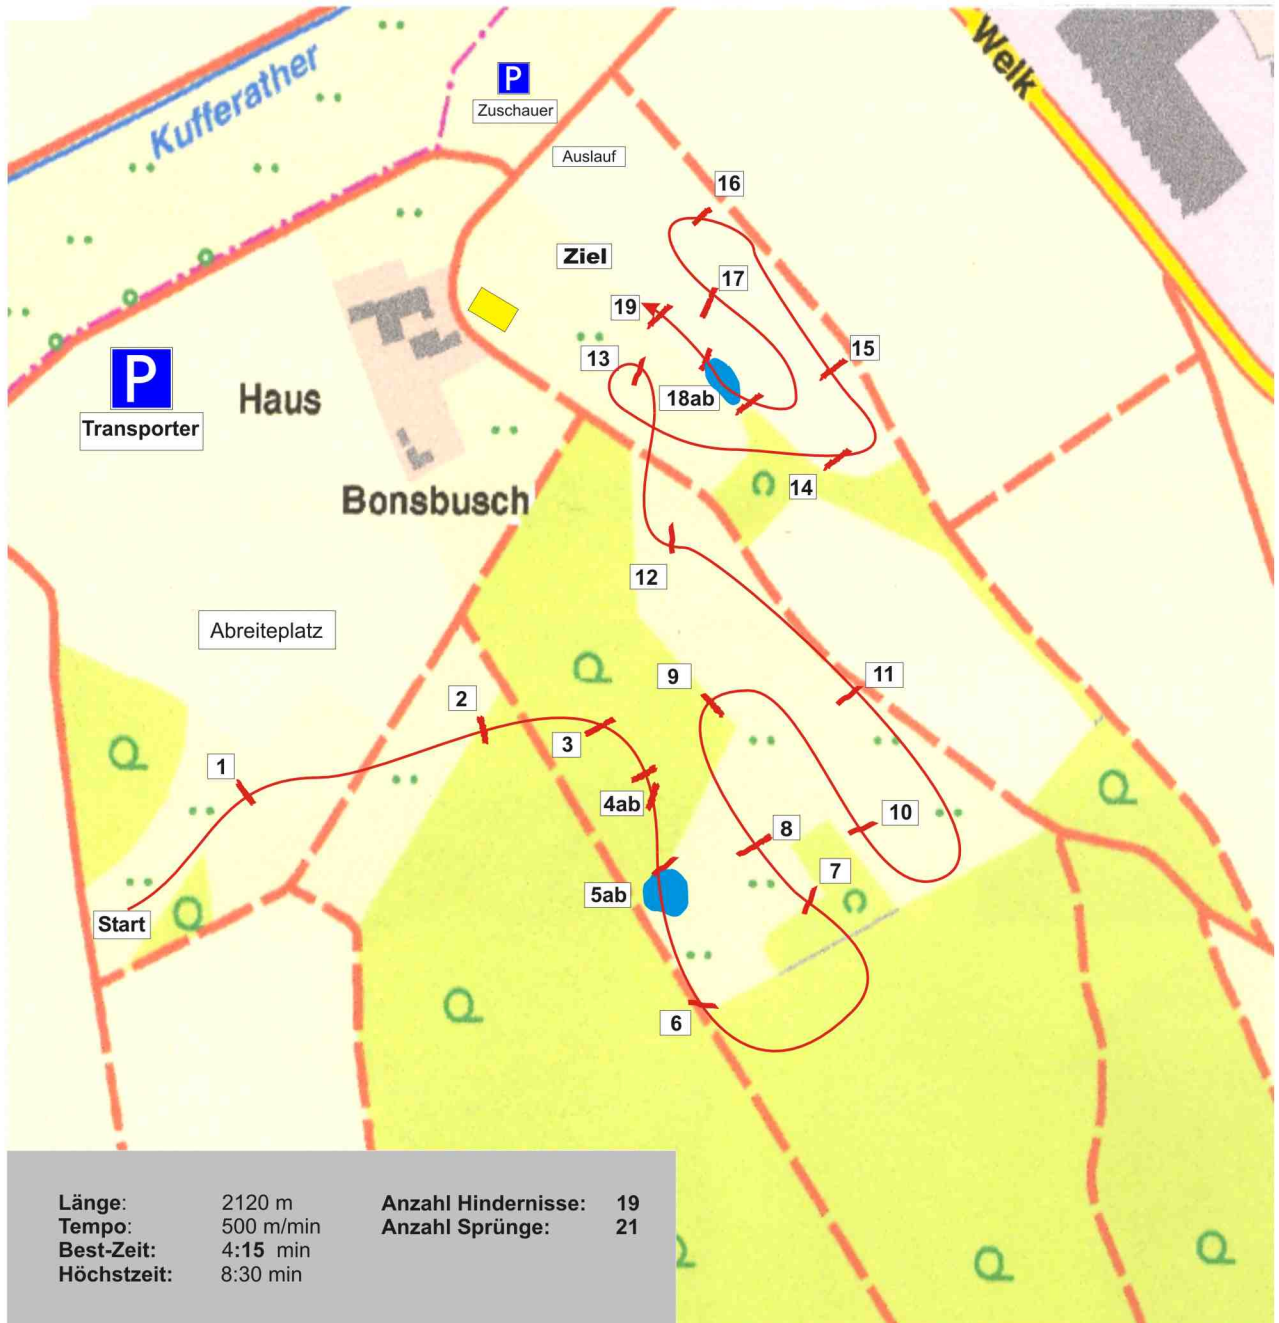 Kufferather
P
Zuschauer
Welk
Auslauf
16
Ziel
17
19
15
13
P
Transporter
Haus
18ab
14
Bonsbusch
12
Abreiteplatz
11
9
2
3
1
4ab
10
8
7
5ab
Start
6
Länge: 2120 m Anzahl Hindernisse: 19
Tempo: 500 m/min Anzahl Sprünge: 21
Best-Zeit: 4:15 min
Höchstzeit: 8:30 min